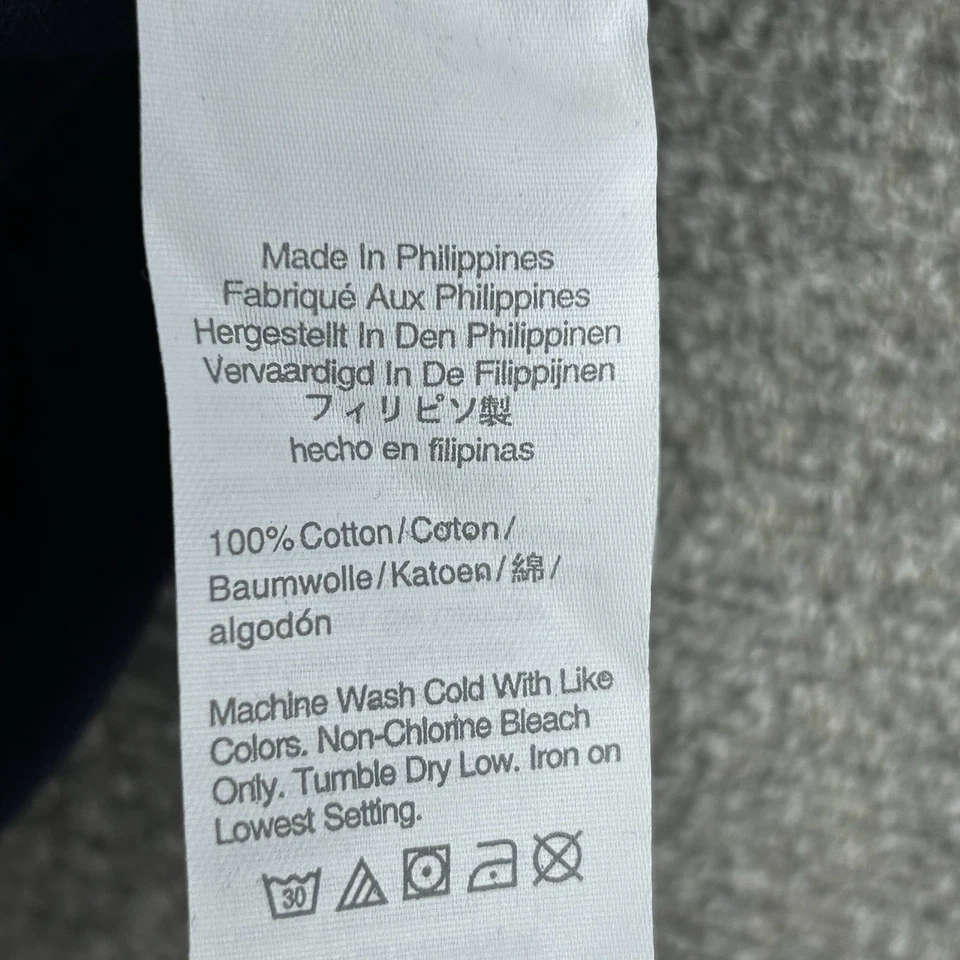 Made In Philippines
Fabriqué Aux Philippines
Hergestellt In Den Philippinen
Vervaardigd In De Filippijnen
フィリピン製
hecho en filipinas
100% Cotton/Coton/
Baumwolle/Katoen/綿/
algodón
Machine Wash Cold With Like
Colors. Non-Chlorine Bleach
Only. Tumble Dry Low. Iron on
Lowest Setting.
30